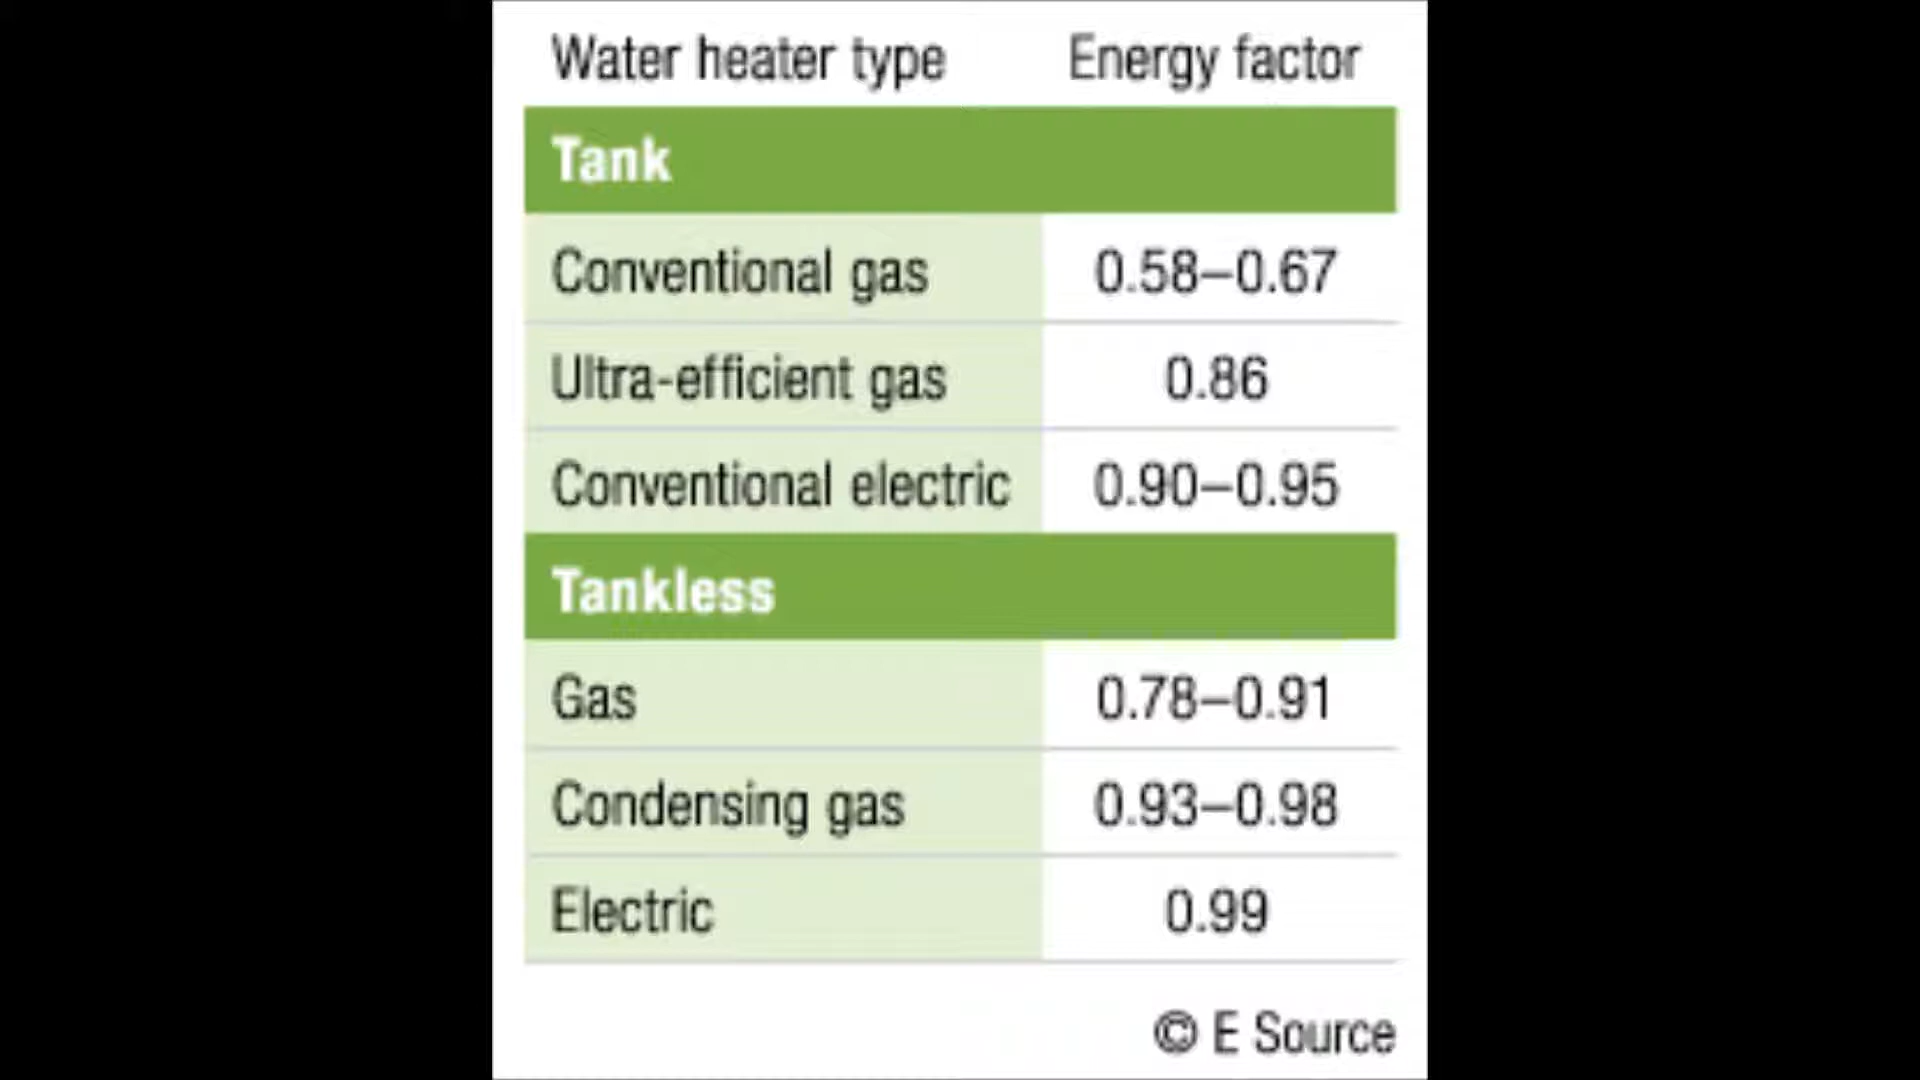 Water heater type Energy factor
Tank
Conventional gas 0.58–0.67
Ultra-efficient gas 0.86
Conventional electric 0.90–0.95
Tankless
Gas 0.78–0.91
Condensing gas 0.93–0.98
Electric 0.99
© E Source